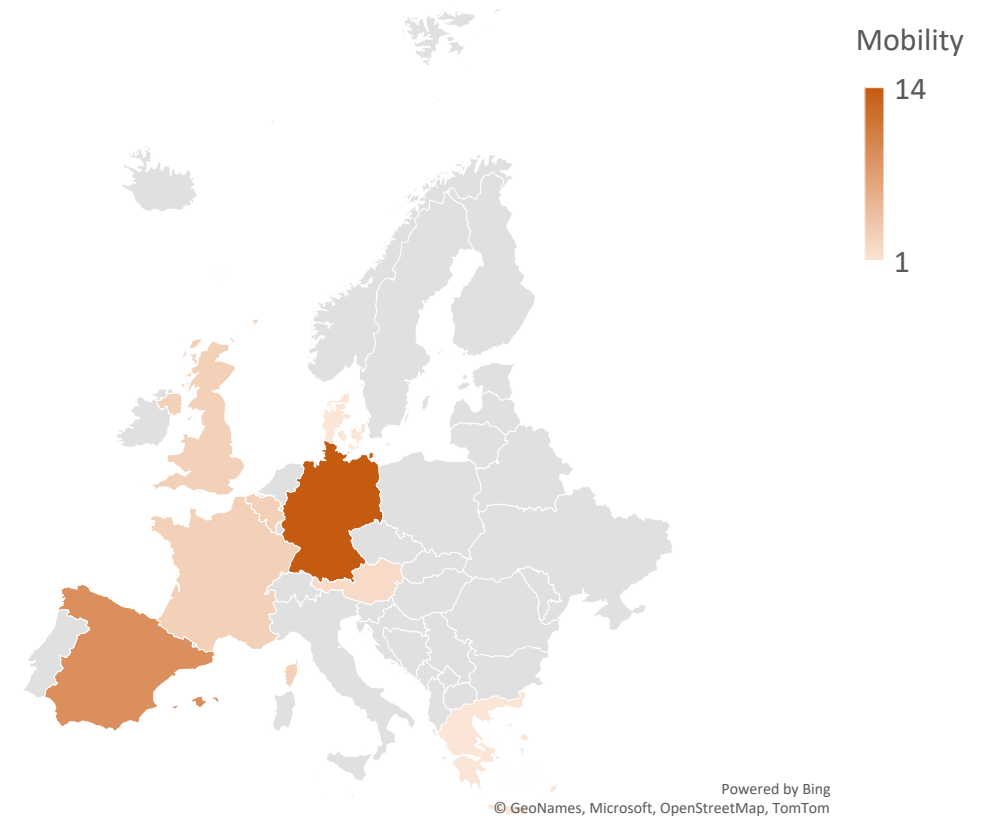 Mobility
14
1
Powered by Bing
© GeoNames, Microsoft, OpenStreetMap, TomTom